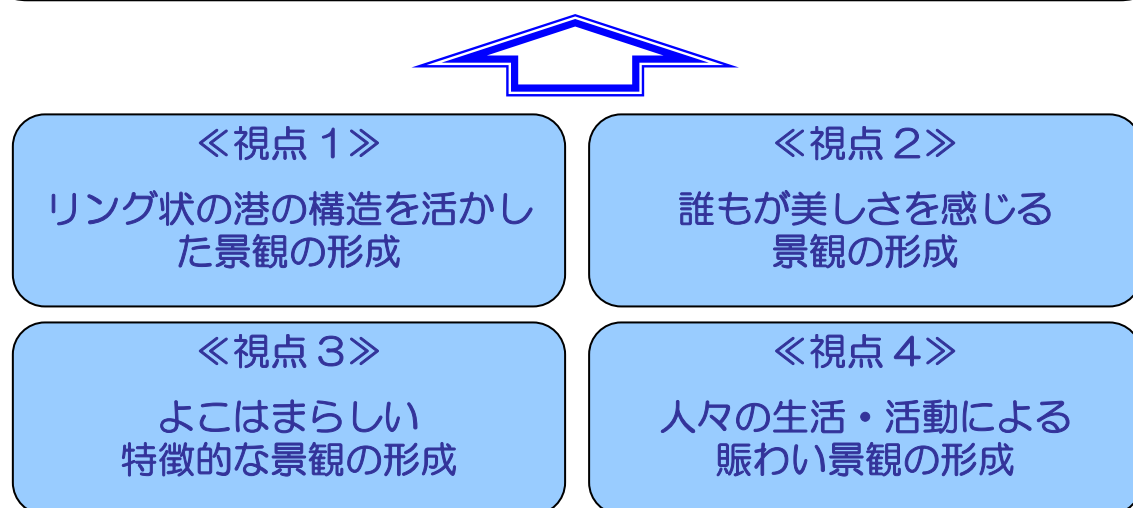 ≪視点１≫
リング状の港の構造を活かし
た景観の形成
≪視点２≫
誰もが美しさを感じる
景観の形成
≪視点３≫
よこはまらしい
特徴的な景観の形成
≪視点４≫
人々の生活・活動による
賑わい景観の形成